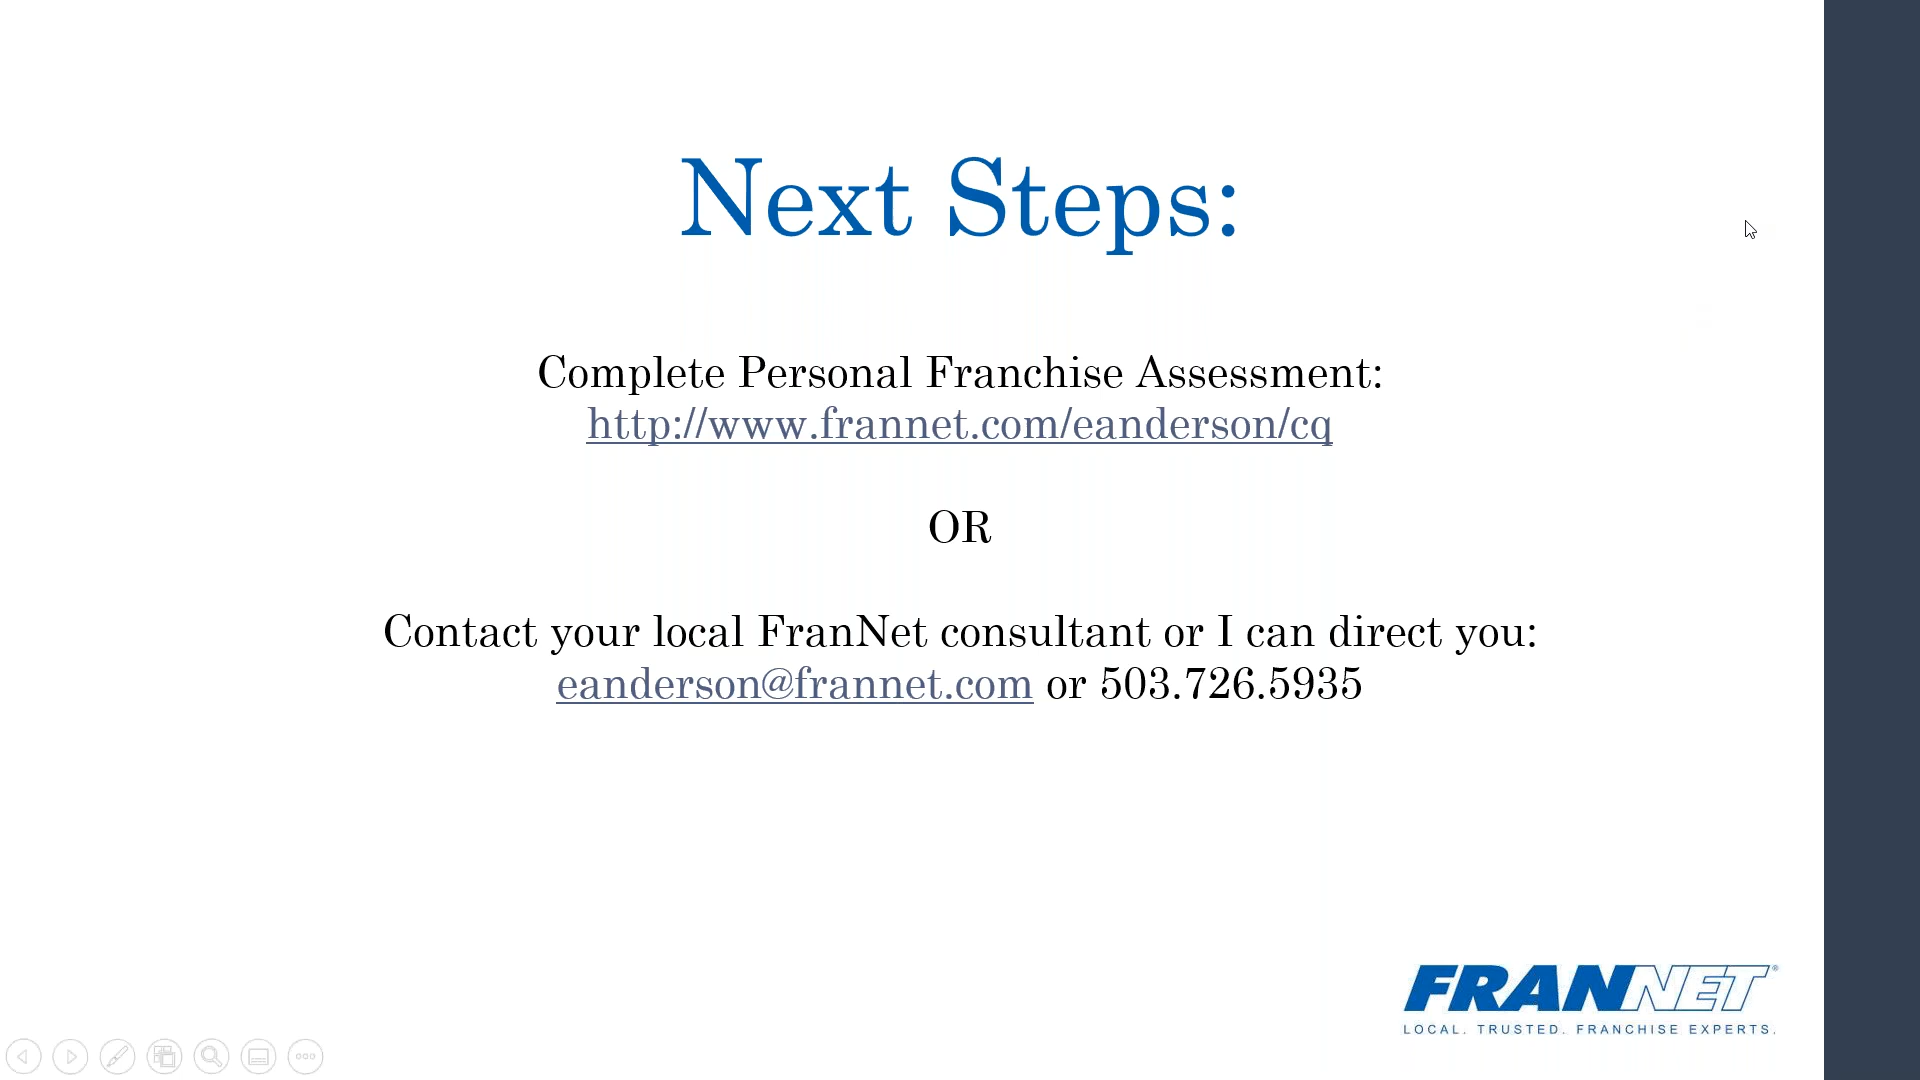 Next Steps:
Complete Personal Franchise Assessment:
http://www.frannet.com/eanderson/cq
OR
Contact your local FranNet consultant or I can direct you:
eanderson@frannet.com or 503.726.5935
FRANNET®
LOCAL. TRUSTED. FRANCHISE EXPERTS.